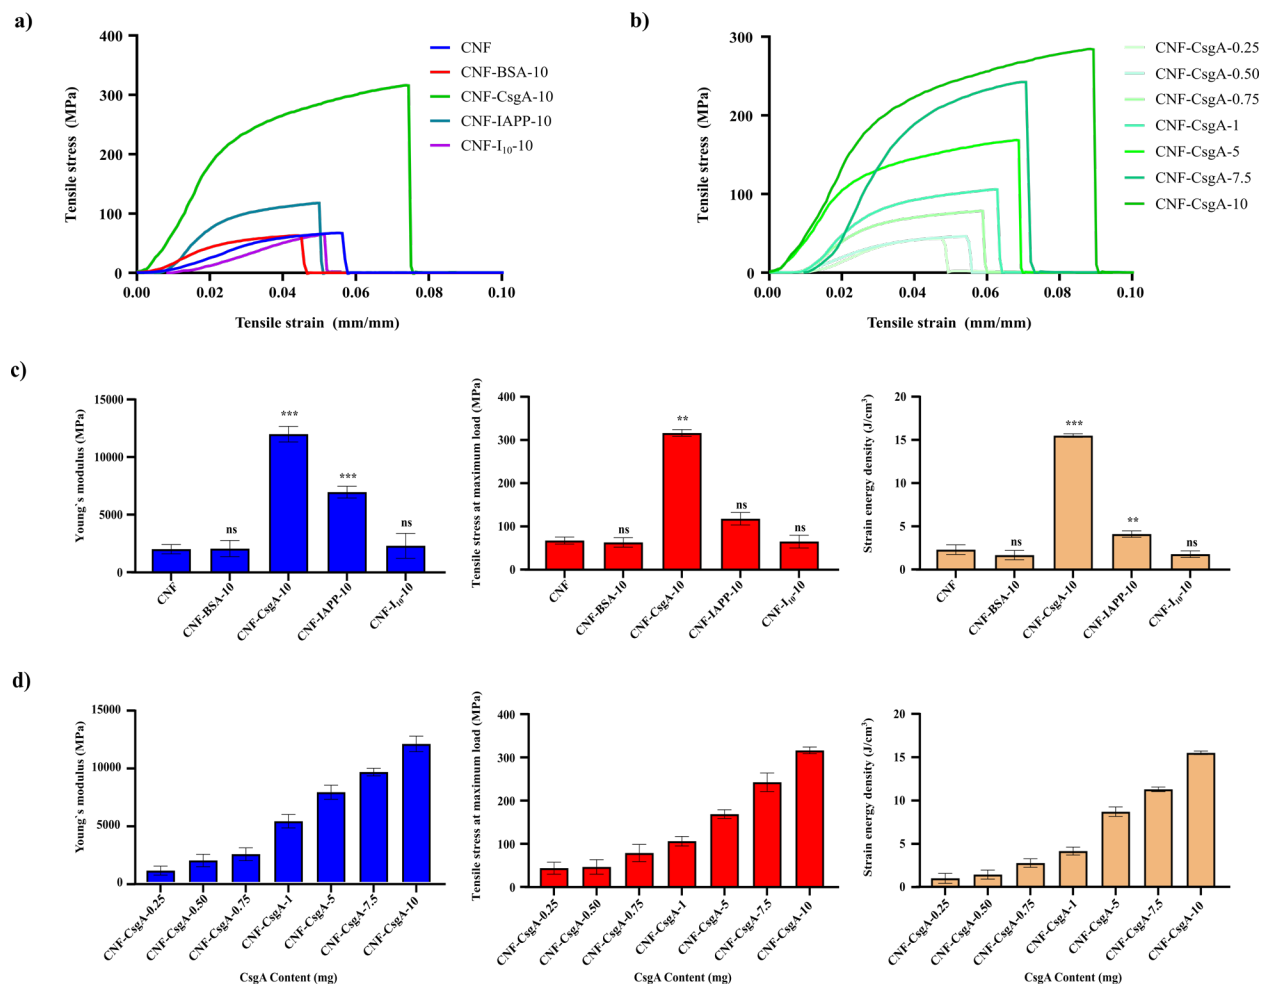 a)
Tensile stress (MPa)
400
300
200
100
0
0.00 0.02 0.04 0.06 0.08 0.10
Tensile strain (mm/mm)
CNF
CNF-BSA-10
CNF-CsgA-10
CNF-IAPP-10
CNF-I₁₀-10
b)
Tensile stress (MPa)
300
200
100
0
0.00 0.02 0.04 0.06 0.08 0.10
Tensile strain (mm/mm)
CNF-CsgA-0.25
CNF-CsgA-0.50
CNF-CsgA-0.75
CNF-CsgA-1
CNF-CsgA-5
CNF-CsgA-7.5
CNF-CsgA-10
c)
Young`s modulus (MPa)
15000
10000
5000
0
ns
***
***
ns
CNF
CNF-BSA-10
CNF-CsgA-10
CNF-IAPP-10
CNF-I₁₀-10
Tensile stress at maximum load (MPa)
400
300
200
100
0
ns
**
ns
ns
CNF
CNF-BSA-10
CNF-CsgA-10
CNF-IAPP-10
CNF-I₁₀-10
Strain energy density (J/cm³)
20
15
10
5
0
ns
***
**
ns
CNF
CNF-BSA-10
CNF-CsgA-10
CNF-IAPP-10
CNF-I₁₀-10
d)
Young`s modulus (MPa)
15000
10000
5000
0
CNF-CsgA-0.25
CNF-CsgA-0.50
CNF-CsgA-0.75
CNF-CsgA-1
CNF-CsgA-5
CNF-CsgA-7.5
CNF-CsgA-10
CsgA Content (mg)
Tensile stress at maximum load (MPa)
400
300
200
100
0
CNF-CsgA-0.25
CNF-CsgA-0.50
CNF-CsgA-0.75
CNF-CsgA-1
CNF-CsgA-5
CNF-CsgA-7.5
CNF-CsgA-10
CsgA Content (mg)
Strain energy density (J/cm³)
20
15
10
5
0
CNF-CsgA-0.25
CNF-CsgA-0.50
CNF-CsgA-0.75
CNF-CsgA-1
CNF-CsgA-5
CNF-CsgA-7.5
CNF-CsgA-10
CsgA Content (mg)